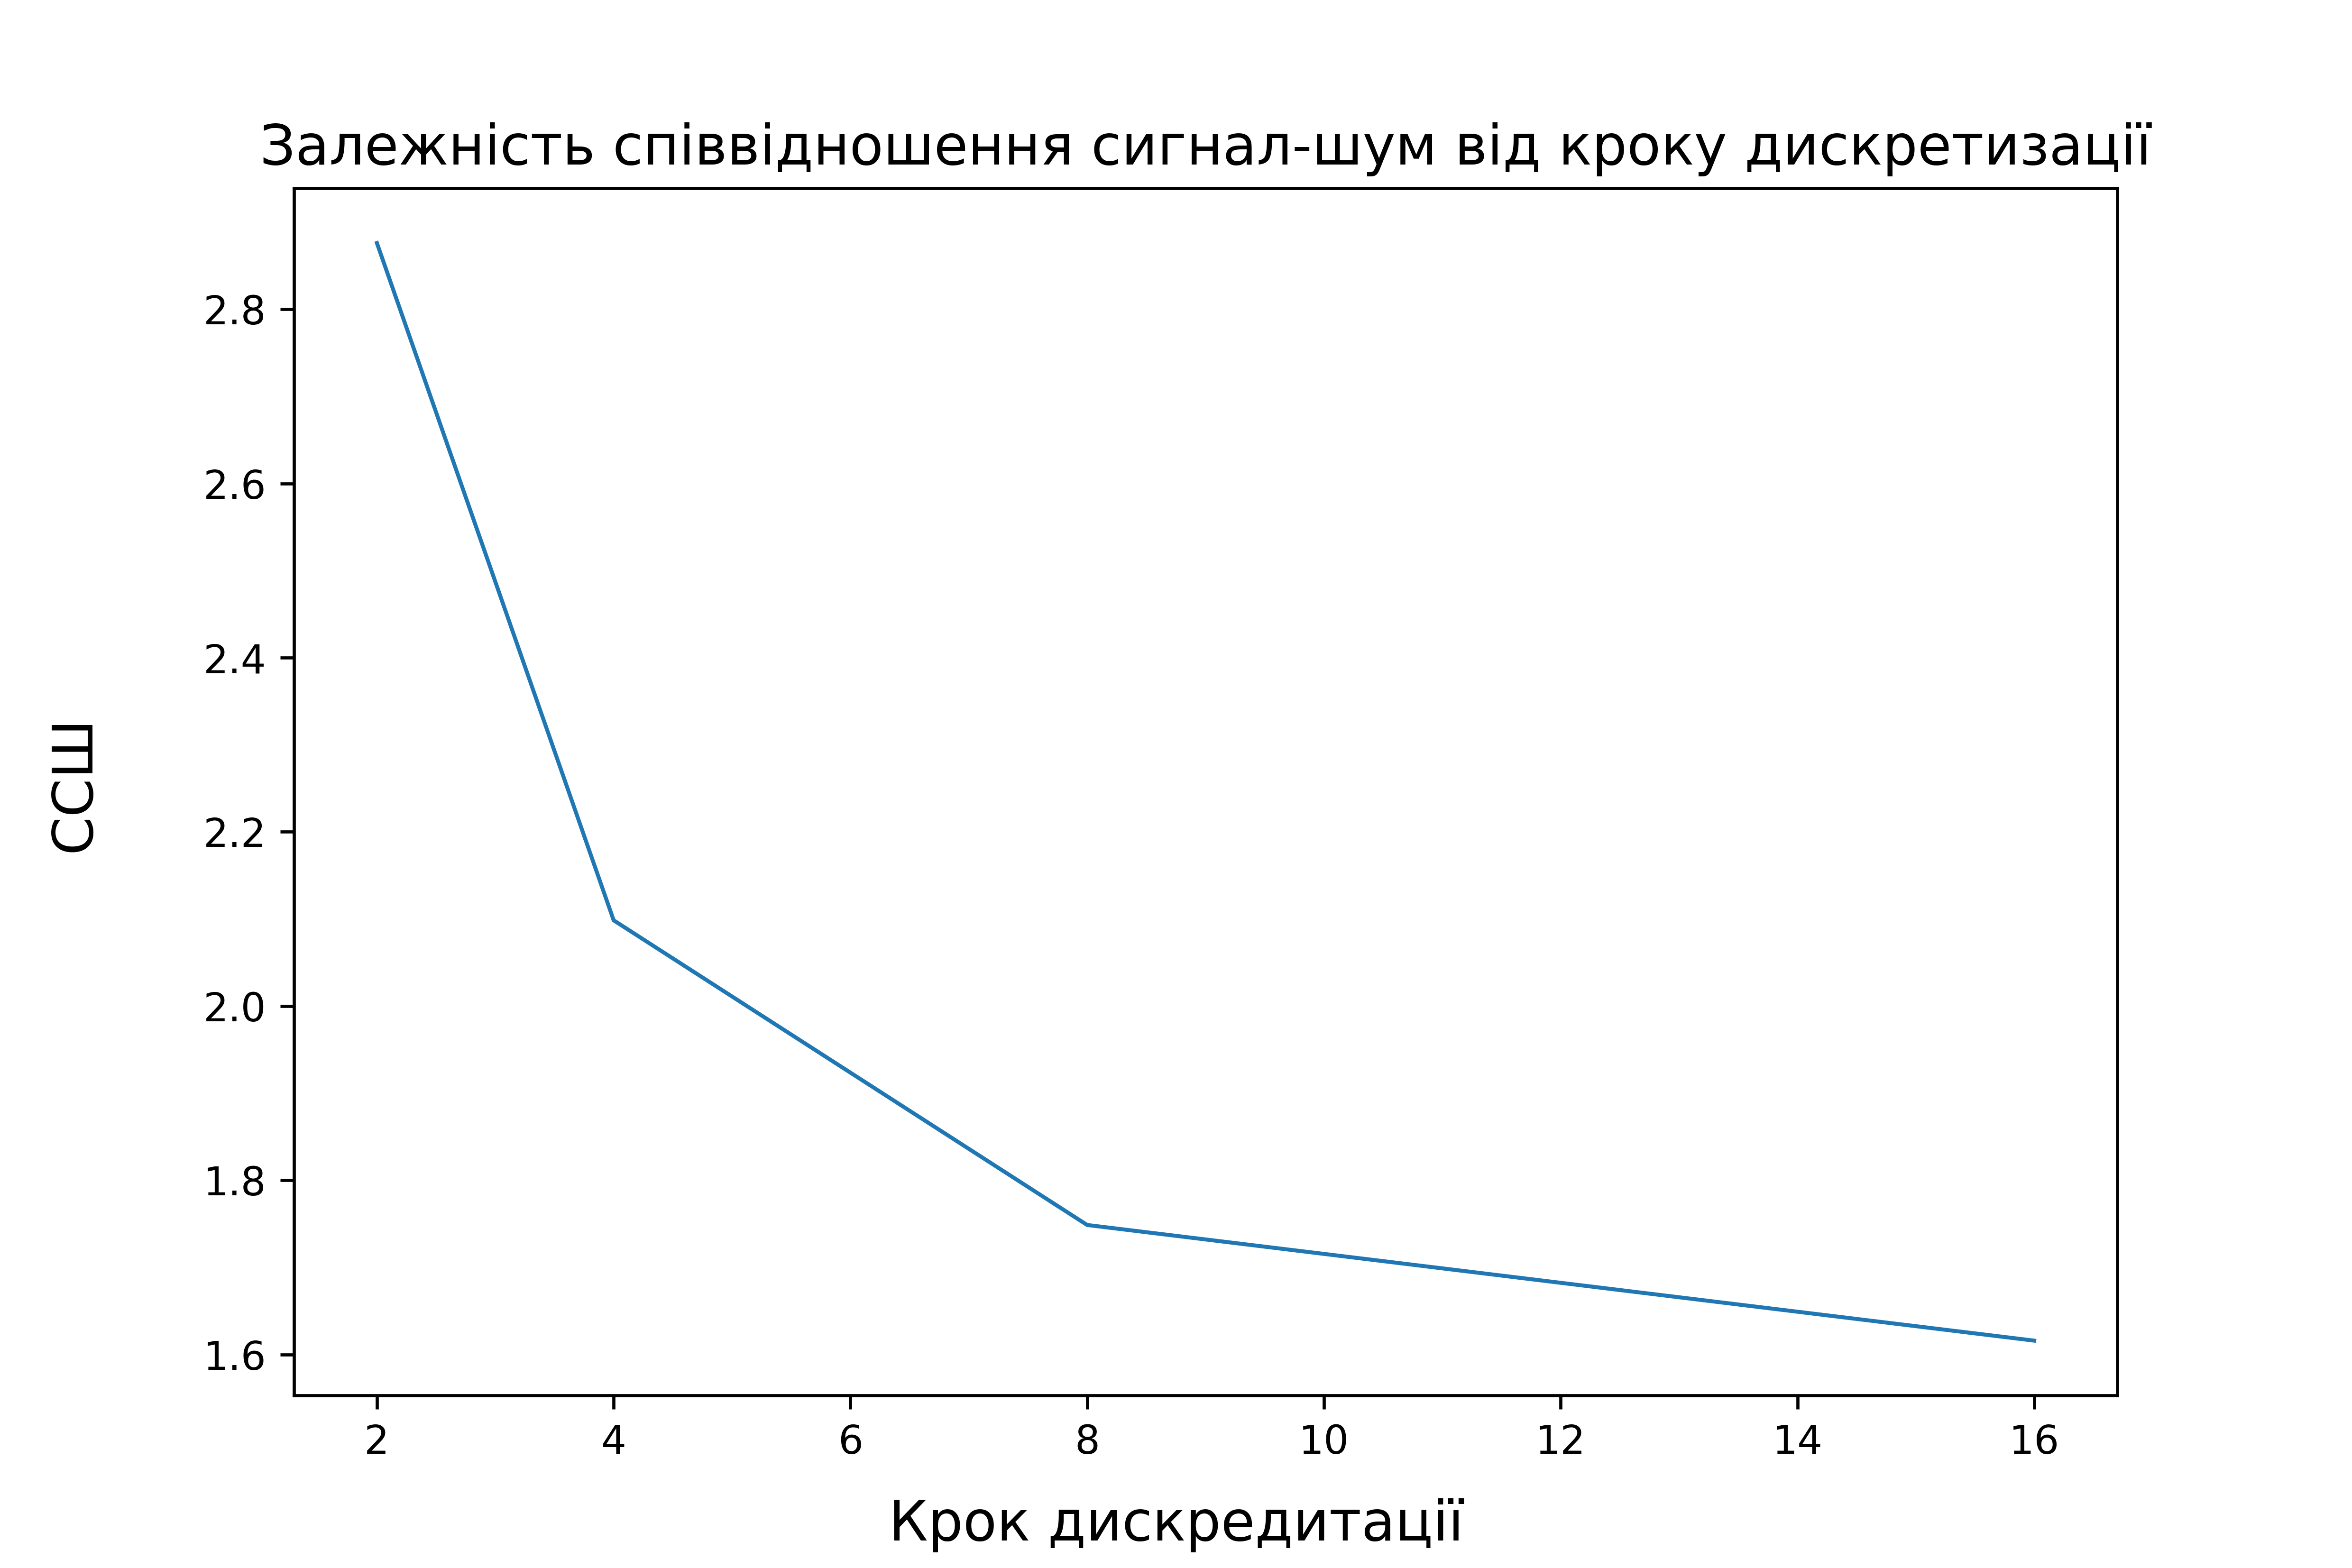 Залежність співвідношення сигнал-шум від кроку дискретизації
ССШ
2.8
2.6
2.4
2.2
2.0
1.8
1.6
2 4 6 8 10 12 14 16
Крок дискредитації